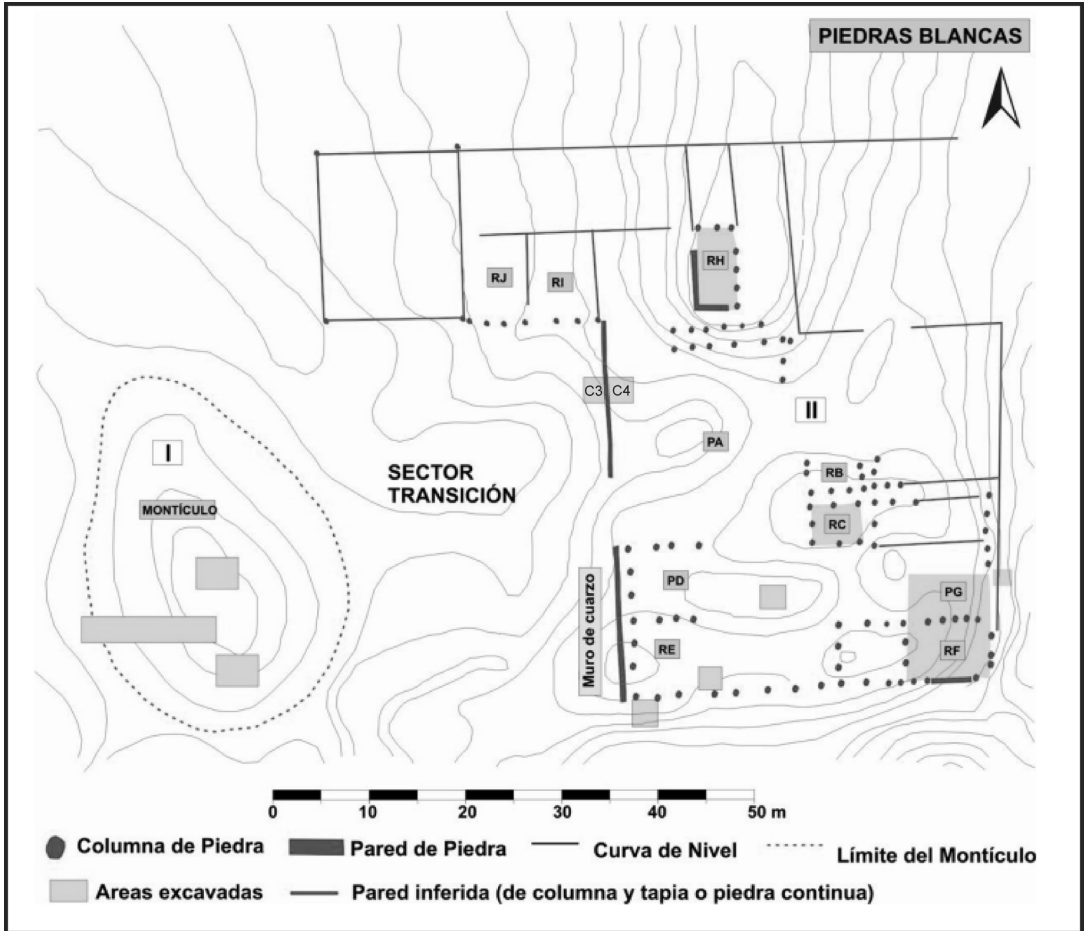 PIEDRAS BLANCAS
RH
RJ
RI
C3 C4
II
PA
I
SECTOR
TRANSICIÓN
RB
MONTÍCULO
RC
Muro de cuarzo
PD
PG
RE
RF
0 10 20 30 40 50 m
Columna de Piedra
Pared de Piedra
Curva de Nivel
Límite del Montículo
Areas excavadas
Pared inferida (de columna y tapia o piedra continua)